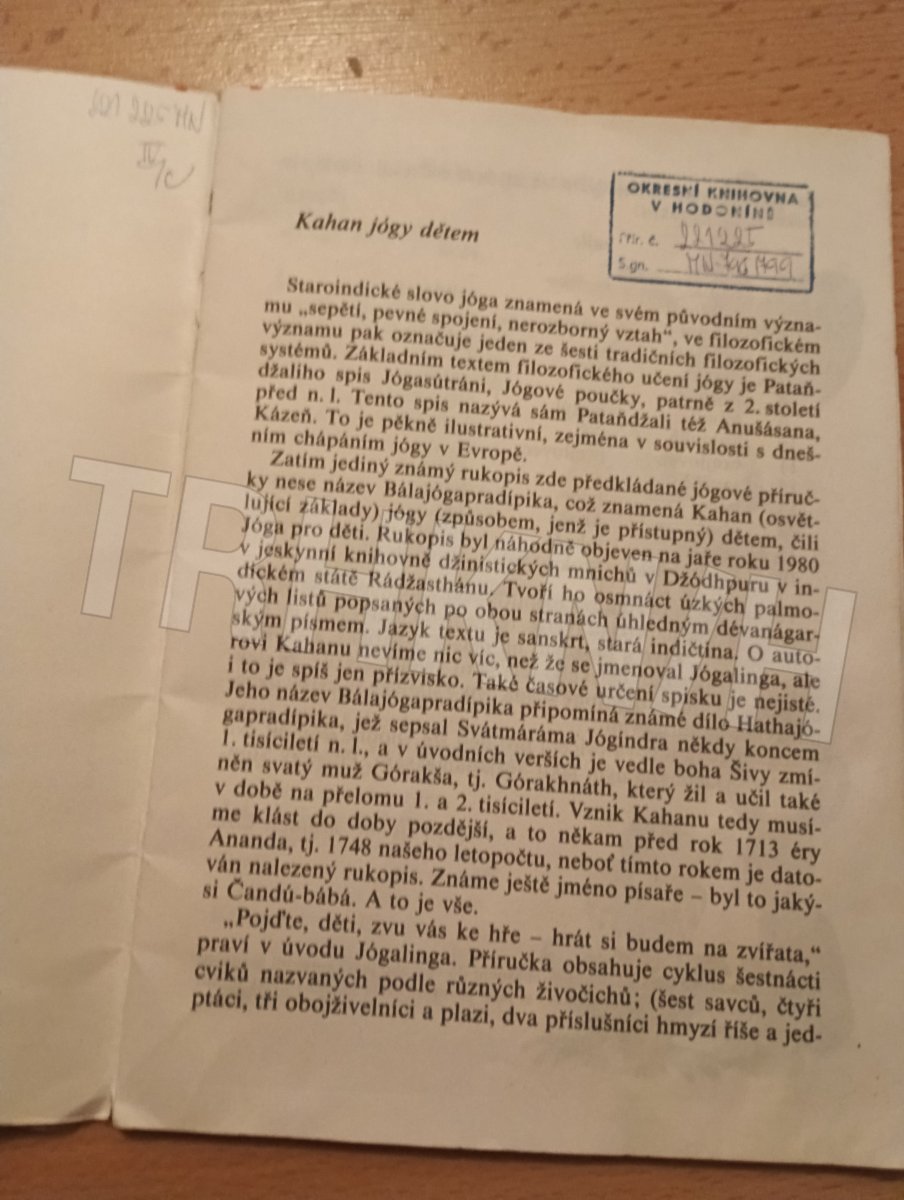 221 225 MN
IV/c
OKRESNÍ KNIHOVNA
V HODONÍNĚ
Přír. č. 221225
Sgn. MN
Kahan jógy dětem
Staroindické slovo jóga znamená ve svém původním význa-
mu „sepětí, pevné spojení, nerozborný vztah“, ve filozofickém
významu pak označuje jeden ze šesti tradičních filozofických
systémů. Základním textem filozofického učení jógy je Pataň-
džaliho spis Jógasútráni, Jógové poučky, patrně z 2. století
před n. l. Tento spis nazývá sám Pataňdžali též Anušásana,
Kázeň. To je pěkně ilustrativní, zejména v souvislosti s dneš-
ním chápáním jógy v Evropě.
Zatím jediný známý rukopis zde předkládané jógové příruč-
ky nese název Bálajógapradípika, což znamená Kahan (osvět-
lující základy) jógy (způsobem, jenž je přístupný) dětem, čili
Jóga pro děti. Rukopis byl náhodně objeven na jaře roku 1980
v jeskynní knihovně džinistických mnichů v Džódhpuru v in-
dickém státě Rádžasthánu. Tvoří ho osmnáct úzkých palmo-
vých listů popsaných po obou stranách úhledným dévanágar-
ským písmem. Jazyk textu je sanskrt, stará indičtina. O auto-
rovi Kahanu nevíme nic víc, než že se jmenoval Jógalinga, ale
i to je spíš jen přízvisko. Také časové určení spisku je nejisté.
Jeho název Bálajógapradípika připomíná známé dílo Hathajó-
gapradípika, jež sepsal Svátmáráma Jógíndra někdy koncem
1. tisíciletí n. l., a v úvodních verších je vedle boha Šivy zmí-
něn svatý muž Górakša, tj. Górakhnáth, který žil a učil také
v době na přelomu 1. a 2. tisíciletí. Vznik Kahanu tedy musí-
me klást do doby pozdější, a to někam před rok 1713 éry
Ananda, tj. 1748 našeho letopočtu, neboť tímto rokem je dato-
ván nalezený rukopis. Známe ještě jméno písaře – byl to jaký-
si Čandú-bábá. A to je vše.
„Pojďte, děti, zvu vás ke hře – hrát si budem na zvířata,“
praví v úvodu Jógalinga. Příručka obsahuje cyklus šestnácti
cviků nazvaných podle různých živočichů; (šest savců, čtyři
ptáci, tři obojživelníci a plazi, dva příslušníci hmyzí říše a jed-